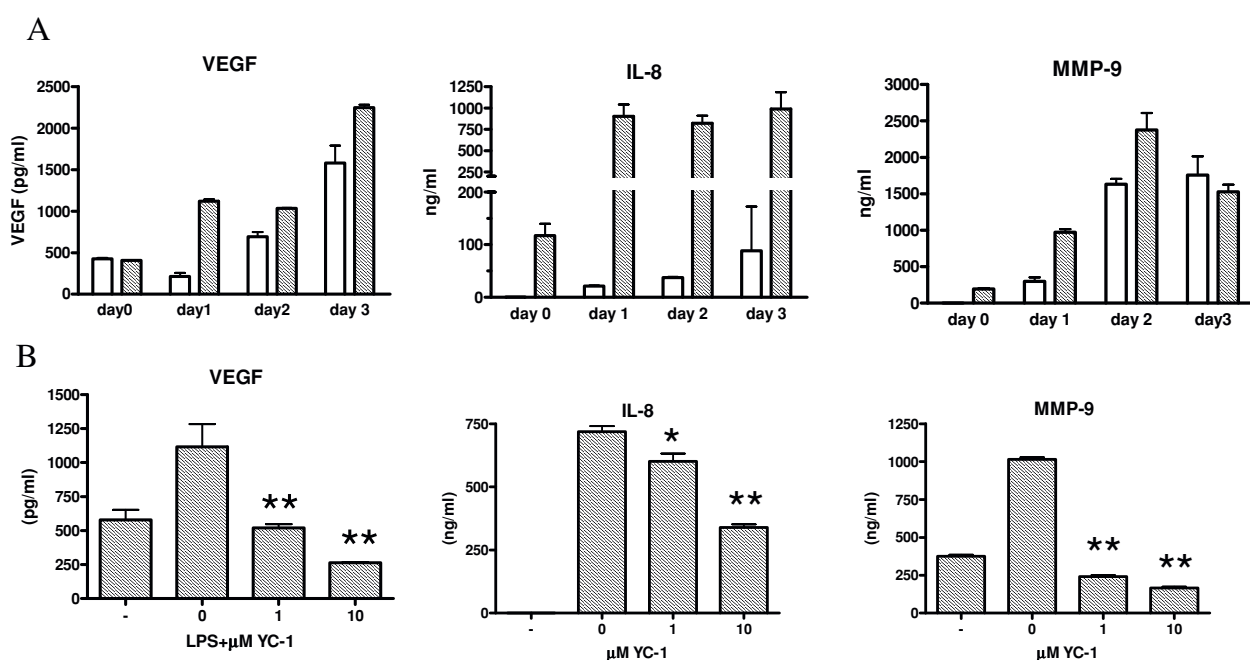 A
VEGF
VEGF (pg/ml)
2500
2000
1500
1000
500
0
day0 day1 day2 day 3
IL-8
ng/ml
1250
1000
750
500
250
200
100
0
day 0 day 1 day 2 day 3
MMP-9
ng/ml
3000
2500
2000
1500
1000
500
0
day 0 day 1 day 2 day3
B
VEGF
(pg/ml)
1500
1250
1000
750
500
250
0
** **
- 0 1 10
LPS+μM YC-1
IL-8
(ng/ml)
750
500
250
0
* **
0 1 10
μM YC-1
MMP-9
(ng/ml)
1250
1000
750
500
250
0
** **
- 0 1 10
μM YC-1